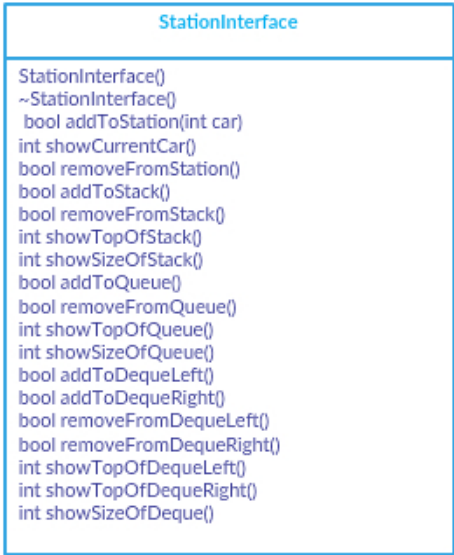 StationInterface
StationInterface()
~StationInterface()
bool addToStation(int car)
int showCurrentCar()
bool removeFromStation()
bool addToStack()
bool removeFromStack()
int showTopOfStack()
int showSizeOfStack()
bool addToQueue()
bool removeFromQueue()
int showTopOfQueue()
int showSizeOfQueue()
bool addToDequeLeft()
bool addToDequeRight()
bool removeFromDequeLeft()
bool removeFromDequeRight()
int showTopOfDequeLeft()
int showTopOfDequeRight()
int showSizeOfDeque()